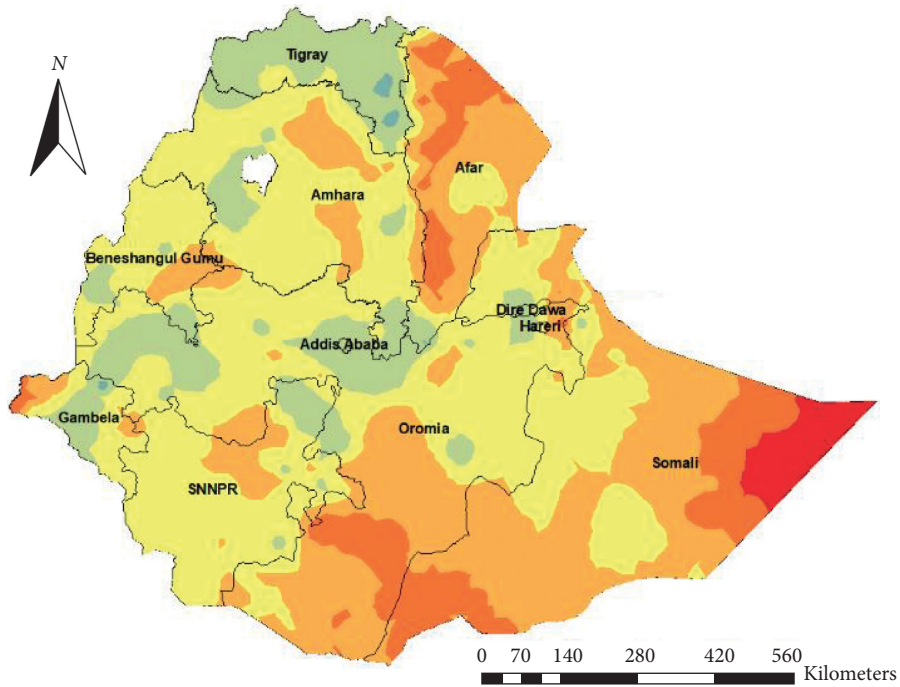 N
Tigray
Afar
Amhara
Beneshangul Gumu
Dire Dawa
Hareri
Addis Ababa
Gambela
Oromia
Somali
SNNPR
0 70 140 280 420 560
Kilometers